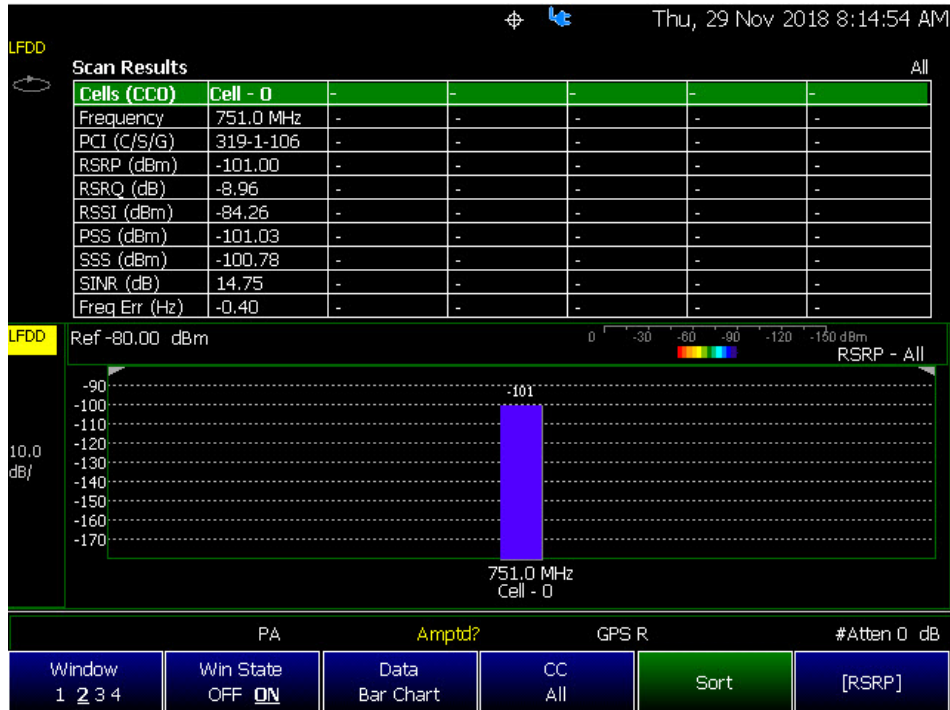 Thu, 29 Nov 2018 8:14:54 AM
LFDD
Scan Results All
Cells (CC0) Cell - 0 - - - - -
Frequency 751.0 MHz - - - - -
PCI (C/S/G) 319-1-106 - - - - -
RSRP (dBm) -101.00 - - - - -
RSRQ (dB) -8.96 - - - - -
RSSI (dBm) -84.26 - - - - -
PSS (dBm) -101.03 - - - - -
SSS (dBm) -100.78 - - - - -
SINR (dB) 14.75 - - - - -
Freq Err (Hz) -0.40 - - - - -
LFDD Ref -80.00 dBm 0 -30 -60 -90 -120 -150 dBm
RSRP - All
-90
-101
-100
-110
-120
10.0
dB/
-130
-140
-150
-160
-170
751.0 MHz
Cell - 0
PA Amptd? GPS R #Atten 0 dB
Window Win State Data CC Sort [RSRP]
1 2 3 4 OFF ON Bar Chart All